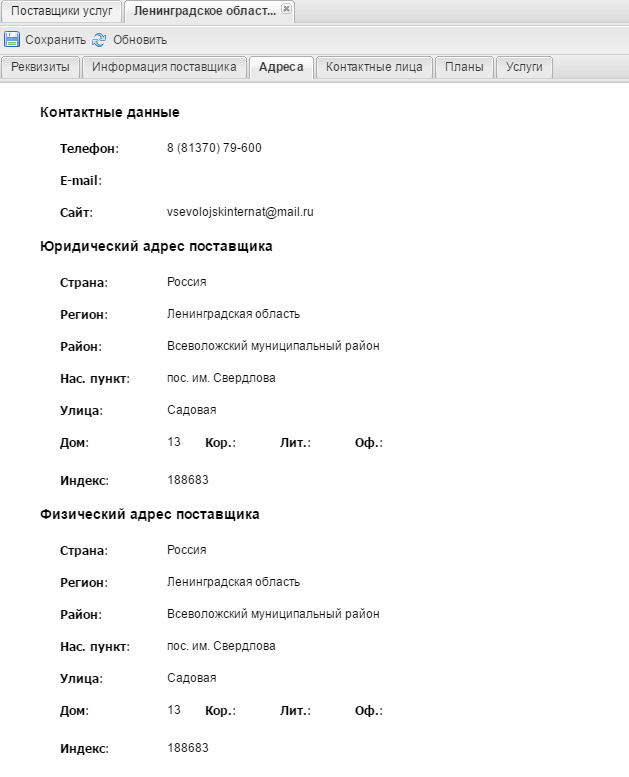 Поставщики услуг Ленинградское област...
Сохранить Обновить
Реквизиты Информация поставщика Адреса Контактные лица Планы Услуги
Контактные данные
Телефон: 8 (81370) 79-600
E-mail:
Сайт: vsevolojskinternat@mail.ru
Юридический адрес поставщика
Страна: Россия
Регион: Ленинградская область
Район: Всеволожский муниципальный район
Нас. пункт: пос. им. Свердлова
Улица: Садовая
Дом: 13 Кор.: Лит.: Оф.:
Индекс: 188683
Физический адрес поставщика
Страна: Россия
Регион: Ленинградская область
Район: Всеволожский муниципальный район
Нас. пункт: пос. им. Свердлова
Улица: Садовая
Дом: 13 Кор.: Лит.: Оф.:
Индекс: 188683